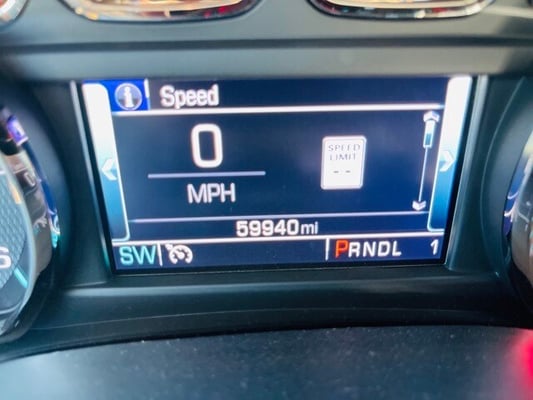 i Speed
0
MPH
SPEED
LIMIT
--
59940mi
SW PRNDL 1